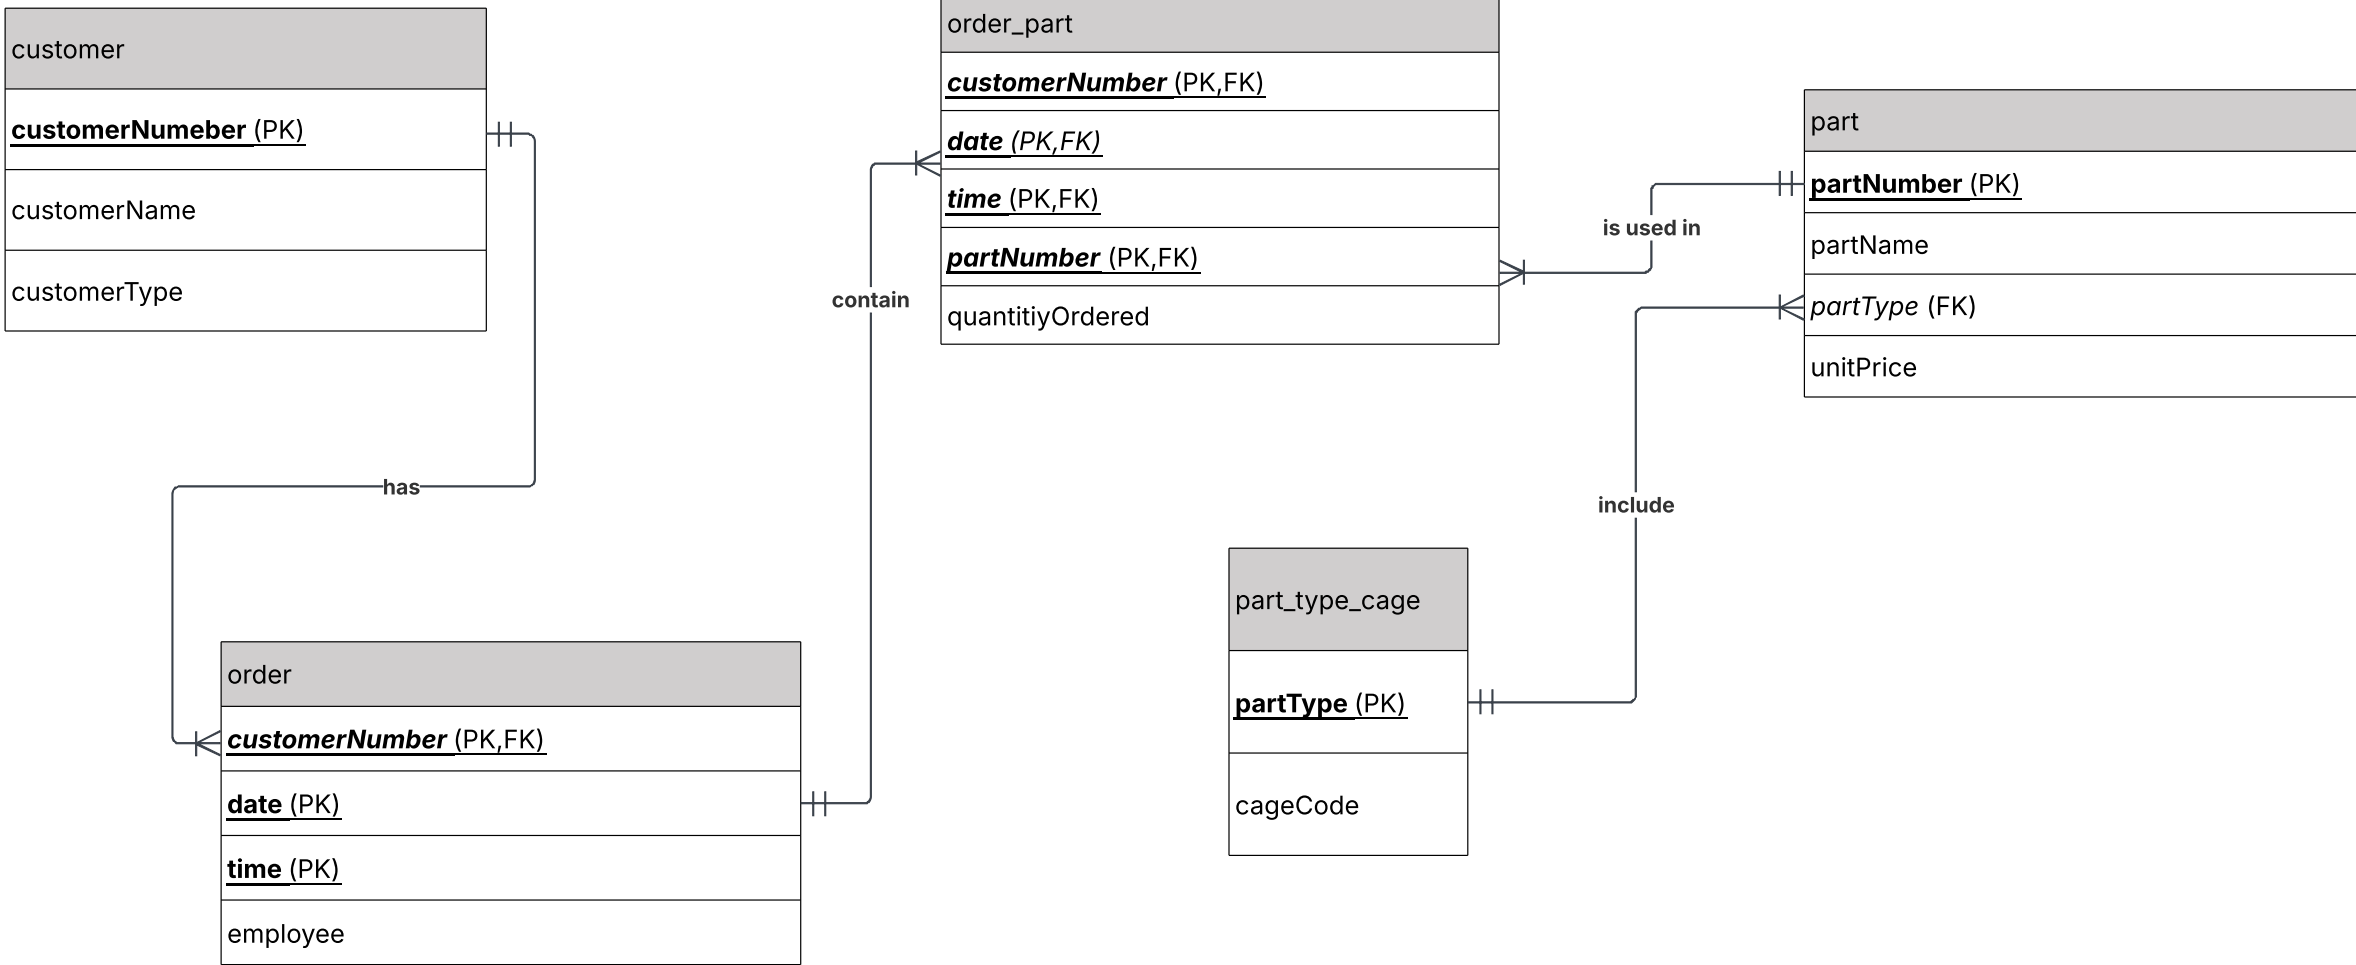 customer
customerNumeber (PK)
customerName
customerType
has
order
customerNumber (PK,FK)
date (PK)
time (PK)
employee
contain
order_part
customerNumber (PK,FK)
date (PK,FK)
time (PK,FK)
partNumber (PK,FK)
quantitiyOrdered
is used in
part
partNumber (PK)
partName
partType (FK)
unitPrice
include
part_type_cage
partType (PK)
cageCode